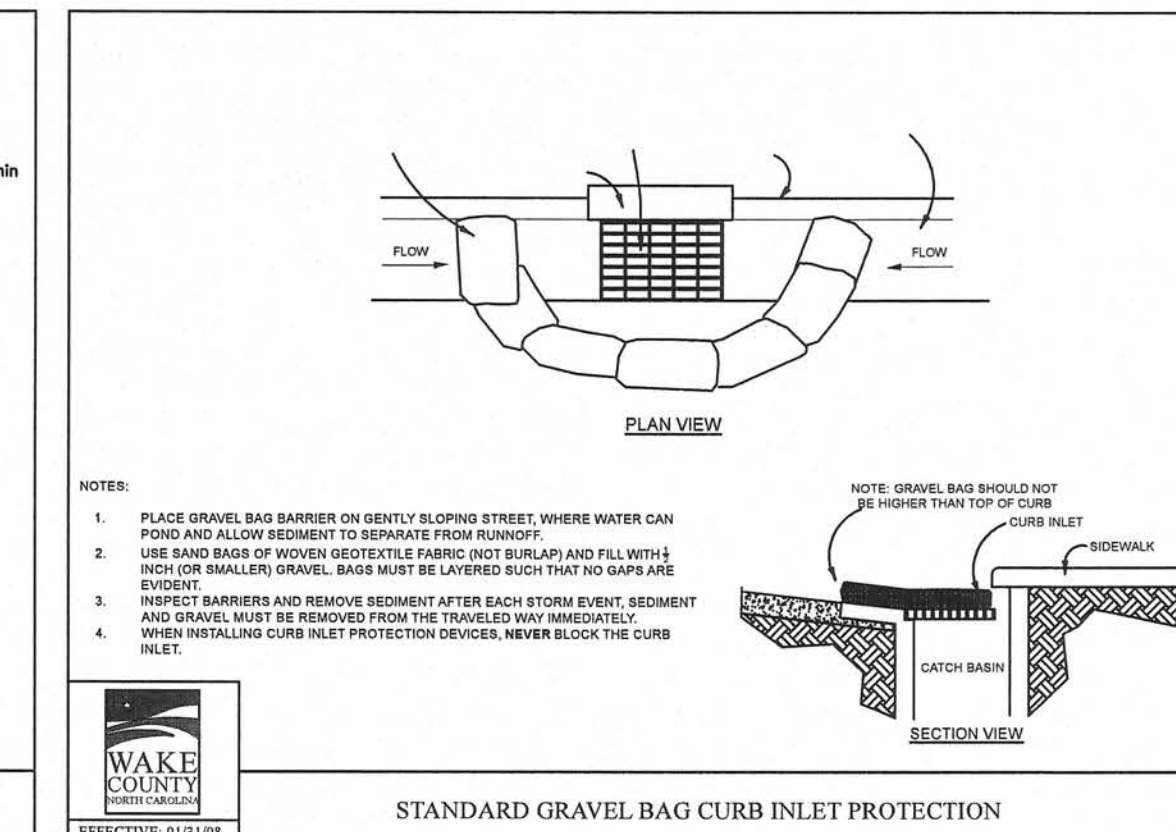 min
FLOW
FLOW
PLAN VIEW
NOTES:
1. PLACE GRAVEL BAG BARRIER ON GENTLY SLOPING STREET, WHERE WATER CAN
POND AND ALLOW SEDIMENT TO SEPARATE FROM RUNNOFF.
2. USE SAND BAGS OF WOVEN GEOTEXTILE FABRIC (NOT BURLAP) AND FILL WITH ½
INCH (OR SMALLER) GRAVEL. BAGS MUST BE LAYERED SUCH THAT NO GAPS ARE
EVIDENT.
3. INSPECT BARRIERS AND REMOVE SEDIMENT AFTER EACH STORM EVENT, SEDIMENT
AND GRAVEL MUST BE REMOVED FROM THE TRAVELED WAY IMMEDIATELY.
4. WHEN INSTALLING CURB INLET PROTECTION DEVICES, NEVER BLOCK THE CURB
INLET.
NOTE: GRAVEL BAG SHOULD NOT
BE HIGHER THAN TOP OF CURB
CURB INLET
SIDEWALK
CATCH BASIN
SECTION VIEW
WAKE
COUNTY
NORTH CAROLINA
EFFECTIVE: 01/31/08
STANDARD GRAVEL BAG CURB INLET PROTECTION